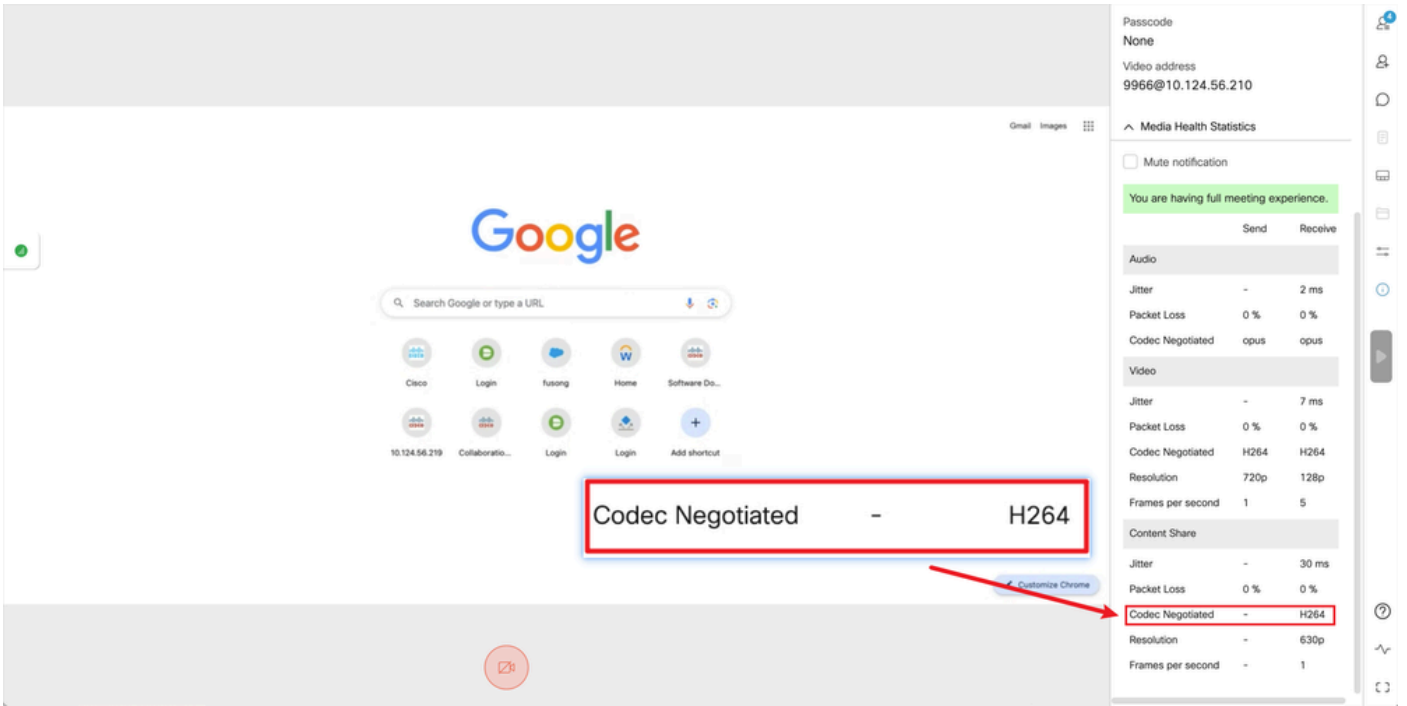 Gmail Images
Google
Search Google or type a URL
Cisco Login fusong Home Software Do...
10.124.56.219 Collaboratio... Login Login Add shortcut
Codec Negotiated - H264
Customize Chrome
Passcode
None
Video address
9966@10.124.56.210
Media Health Statistics
Mute notification
You are having full meeting experience.
Send Receive
Audio
Jitter - 2 ms
Packet Loss 0 % 0 %
Codec Negotiated opus opus
Video
Jitter - 7 ms
Packet Loss 0 % 0 %
Codec Negotiated H264 H264
Resolution 720p 128p
Frames per second 1 5
Content Share
Jitter - 30 ms
Packet Loss 0 % 0 %
Codec Negotiated - H264
Resolution - 630p
Frames per second - 1
4